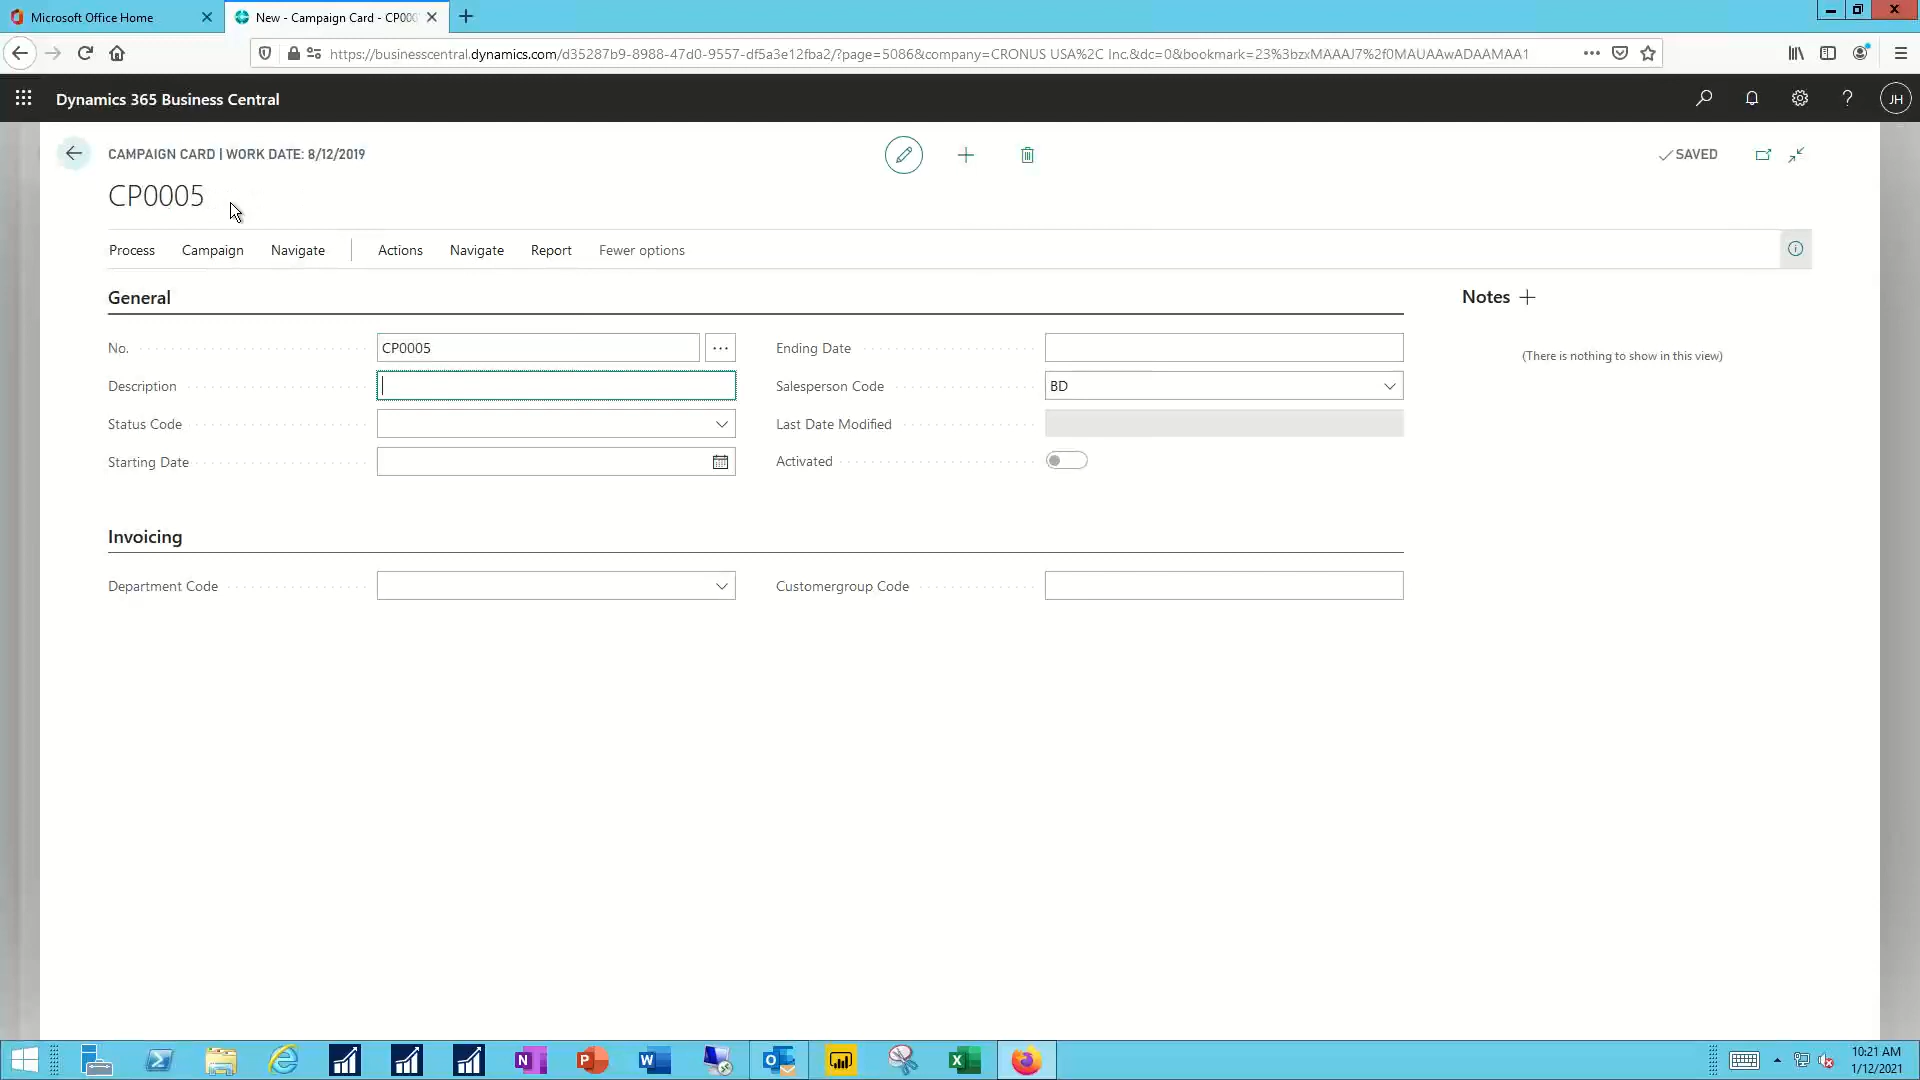 Microsoft Office Home
New - Campaign Card - CP000
https://businesscentral.dynamics.com/d35287b9-8988-47d0-9557-df5a3e12fba2/?page=5086&company=CRONUS USA%2C Inc.&dc=0&bookmark=23%3bzxMAAAJ7%2f0MAUAAwADAAMAA1
Dynamics 365 Business Central
JH
CAMPAIGN CARD | WORK DATE: 8/12/2019
SAVED
CP0005
Process Campaign Navigate Actions Navigate Report Fewer options
General
Notes
No. CP0005
Ending Date
(There is nothing to show in this view)
Description
Salesperson Code BD
Status Code
Last Date Modified
Starting Date
Activated
Invoicing
Department Code
Customergroup Code
10:21 AM
1/12/2021